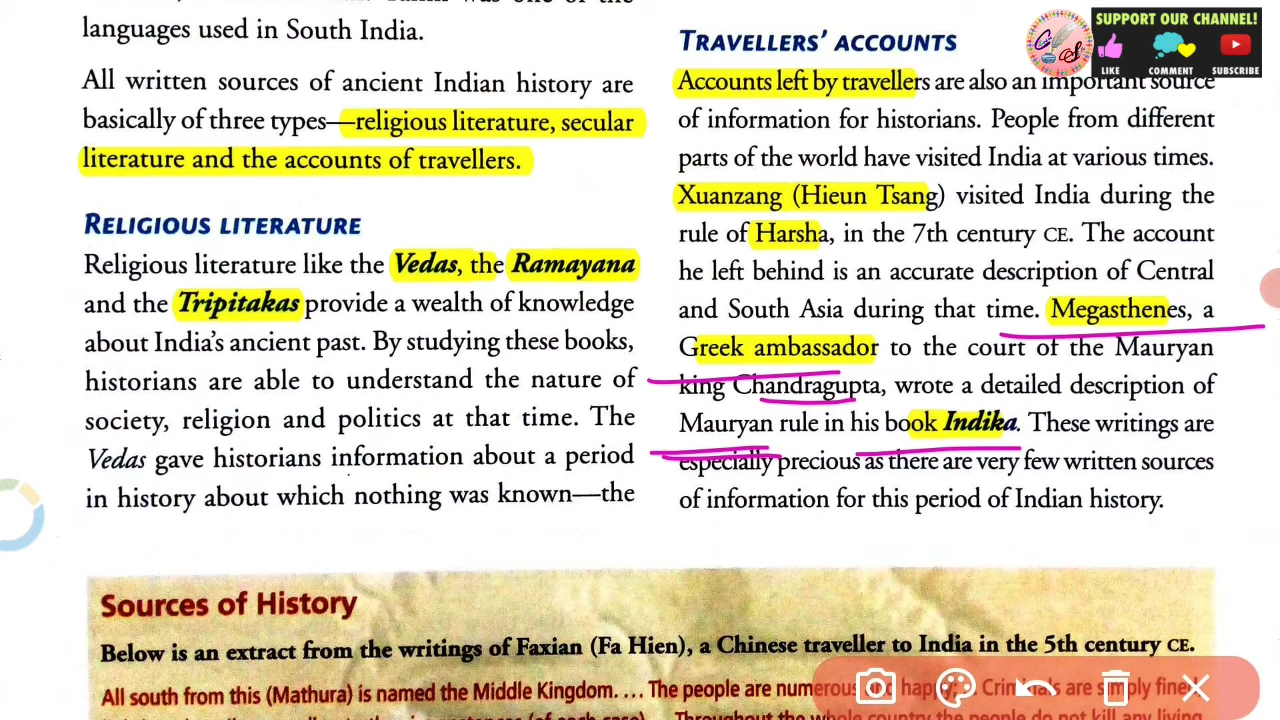 languages used in South India.
All written sources of ancient Indian history are
basically of three types—religious literature, secular
literature and the accounts of travellers.
RELIGIOUS LITERATURE
Religious literature like the Vedas, the Ramayana
and the Tripitakas provide a wealth of knowledge
about India's ancient past. By studying these books,
historians are able to understand the nature of
society, religion and politics at that time. The
Vedas gave historians information about a period
in history about which nothing was known—the
TRAVELLERS' ACCOUNTS
Accounts left by travellers are also an important source
of information for historians. People from different
parts of the world have visited India at various times.
Xuanzang (Hieun Tsang) visited India during the
rule of Harsha, in the 7th century CE. The account
he left behind is an accurate description of Central
and South Asia during that time. Megasthenes, a
Greek ambassador to the court of the Mauryan
king Chandragupta, wrote a detailed description of
Mauryan rule in his book Indika. These writings are
especially precious as there are very few written sources
of information for this period of Indian history.
SUPPORT OUR CHANNEL!
LIKE COMMENT SUBSCRIBE
Sources of History
Below is an extract from the writings of Faxian (Fa Hien), a Chinese traveller to India in the 5th century CE.
All south from this (Mathura) is named the Middle Kingdom. ... The people are numerous and happy; Criminals are simply fined